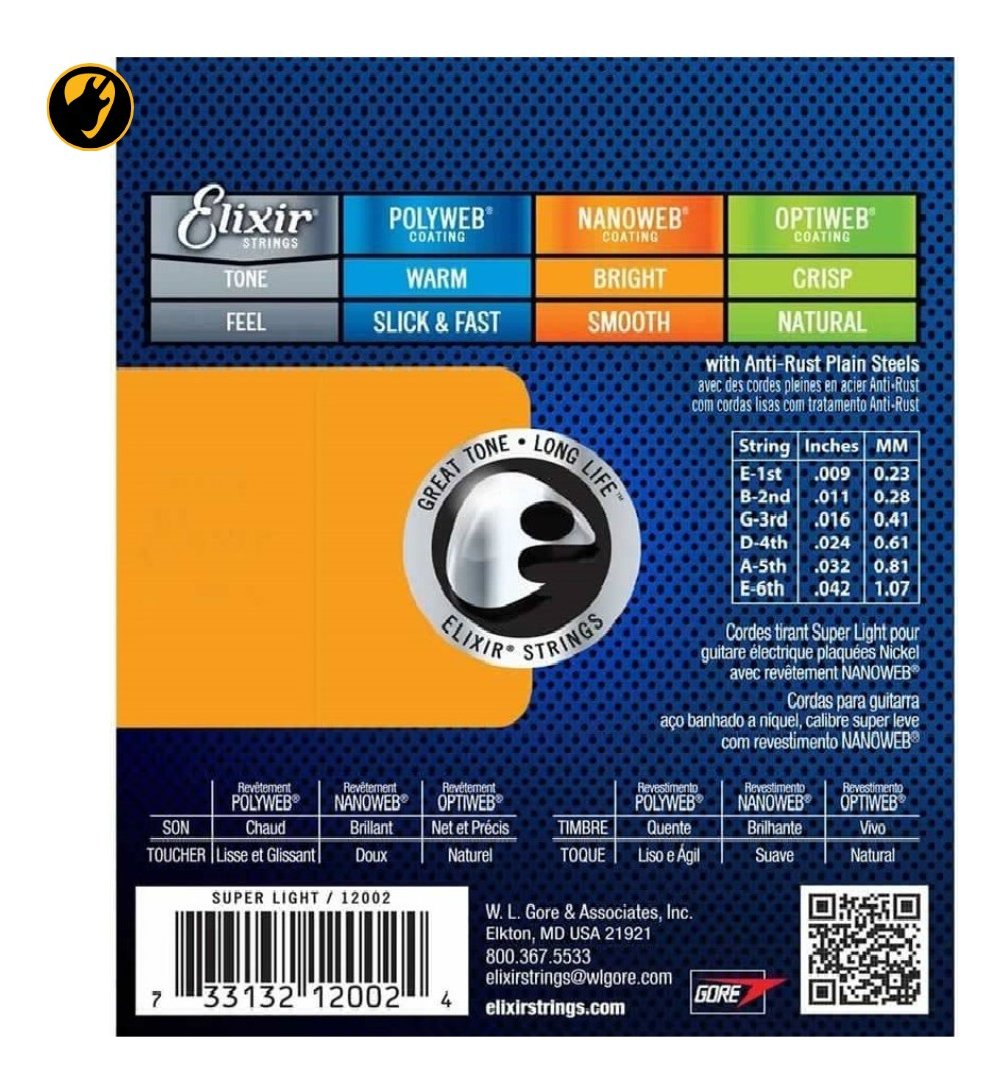 Elixir® POLYWEB® NANOWEB® OPTIWEB®
STRINGS COATING COATING COATING
TONE WARM BRIGHT CRISP
FEEL SLICK & FAST SMOOTH NATURAL
with Anti-Rust Plain Steels
avec des cordes pleines en acier Anti-Rust
com cordas lisas com tratamento Anti-Rust
GREAT TONE • LONG LIFE™
ELIXIR® STRINGS
String Inches MM
E-1st .009 0.23
B-2nd .011 0.28
G-3rd .016 0.41
D-4th .024 0.61
A-5th .032 0.81
E-6th .042 1.07
Cordes tirant Super Light pour
guitare électrique plaquées Nickel
avec revêtement NANOWEB®
Cordas para guitarra
aço banhado a níquel, calibre super leve
com revestimento NANOWEB®
Revêtement Revêtement Revêtement
POLYWEB® NANOWEB® OPTIWEB®
SON Chaud Brillant Net et Précis
TOUCHER Lisse et Glissant Doux Naturel
Revestimento Revestimento Revestimento
POLYWEB® NANOWEB® OPTIWEB®
TIMBRE Quente Brilhante Vivo
TOQUE Liso e Ágil Suave Natural
SUPER LIGHT / 12002
7 33132 12002 4
W. L. Gore & Associates, Inc.
Elkton, MD USA 21921
800.367.5533
elixirstrings@wlgore.com
elixirstrings.com
GORE